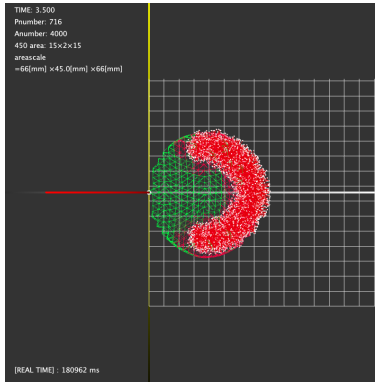 TIME: 3.500
Pnumber: 716
Anumber: 4000
450 area: 15×2×15
areascale
=66[mm] ×45.0[mm] ×66[mm]
[REAL TIME] : 180962 ms